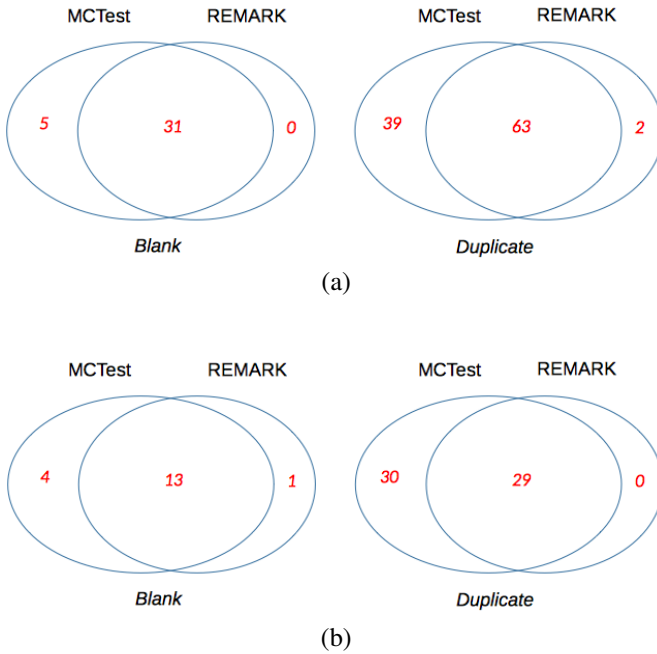 MCTest REMARK MCTest REMARK
5 31 0 39 63 2
Blank Duplicate
(a)
MCTest REMARK MCTest REMARK
4 13 1 30 29 0
Blank Duplicate
(b)